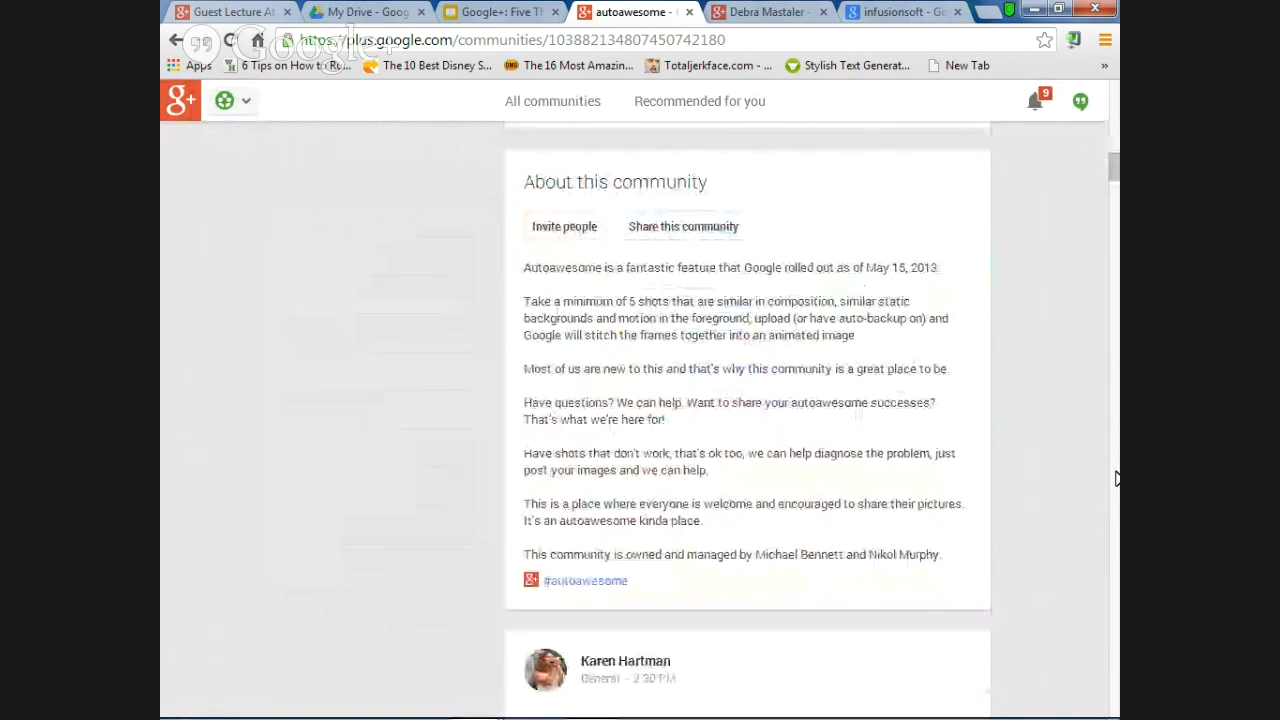 Guest Lecture At
My Drive - Goog
Google+: Five Th
autoawesome - G
Debra Mastaler -
infusionsoft - Go
https://plus.google.com/communities/103882134807450742180
Google+
Apps
6 Tips on How to Ru...
The 10 Best Disney S...
The 16 Most Amazin...
Totaljerkface.com - ...
Stylish Text Generat...
New Tab
»
g+
All communities
Recommended for you
9
About this community
Invite people
Share this community
Autoawesome is a fantastic feature that Google rolled out as of May 15, 2013.
Take a minimum of 5 shots that are similar in composition, similar static
backgrounds and motion in the foreground, upload (or have auto-backup on) and
Google will stitch the frames together into an animated image
Most of us are new to this and that's why this community is a great place to be.
Have questions? We can help. Want to share your autoawesome successes?
That's what we're here for!
Have shots that don't work, that's ok too, we can help diagnose the problem, just
post your images and we can help.
This is a place where everyone is welcome and encouraged to share their pictures.
It's an autoawesome kinda place.
This community is owned and managed by Michael Bennett and Nikol Murphy.
g+ #autoawesome
Karen Hartman
General - 2:30 PM